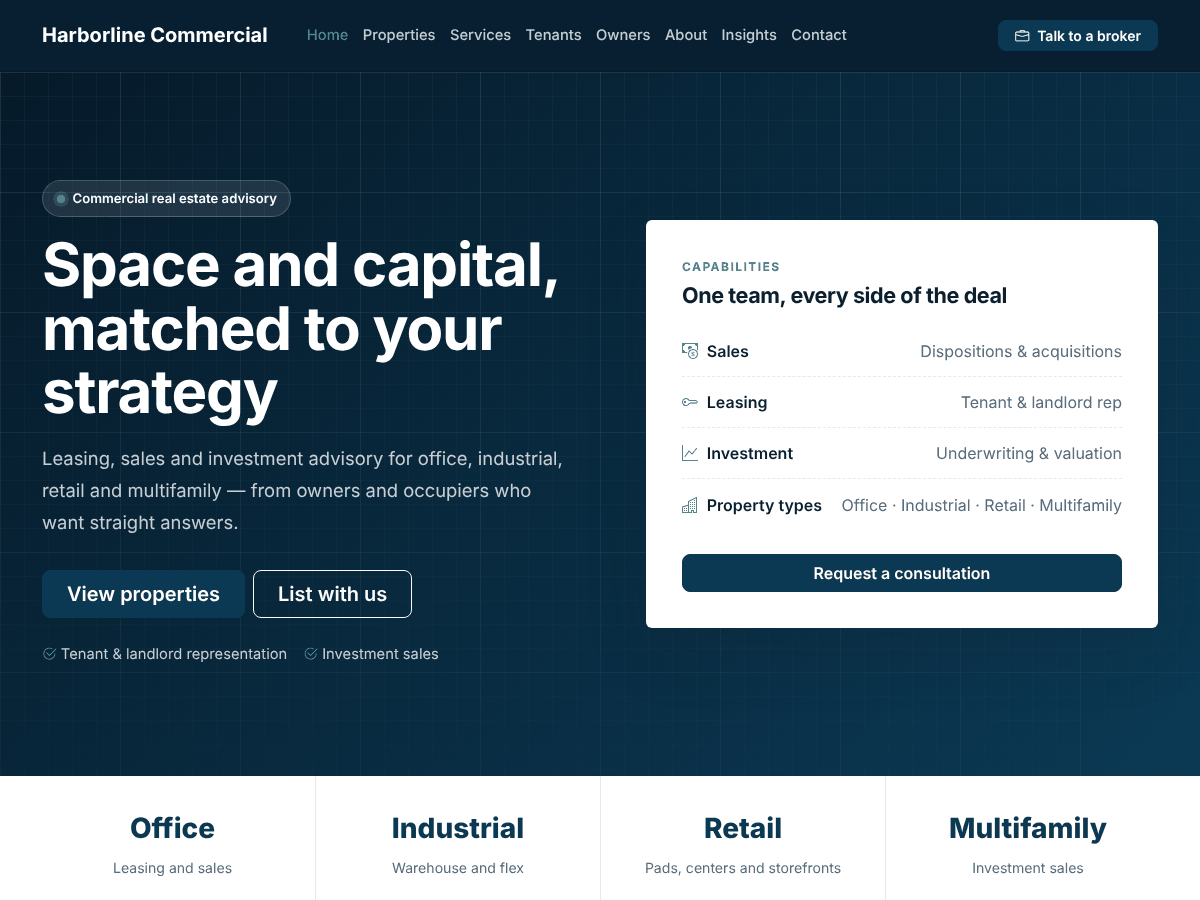 Harborline Commercial
Home Properties Services Tenants Owners About Insights Contact
Talk to a broker
Commercial real estate advisory
Space and capital,
matched to your
strategy
Leasing, sales and investment advisory for office, industrial,
retail and multifamily — from owners and occupiers who
want straight answers.
View properties
List with us
Tenant & landlord representation
Investment sales
CAPABILITIES
One team, every side of the deal
Sales Dispositions & acquisitions
Leasing Tenant & landlord rep
Investment Underwriting & valuation
Property types Office · Industrial · Retail · Multifamily
Request a consultation
Office
Leasing and sales
Industrial
Warehouse and flex
Retail
Pads, centers and storefronts
Multifamily
Investment sales